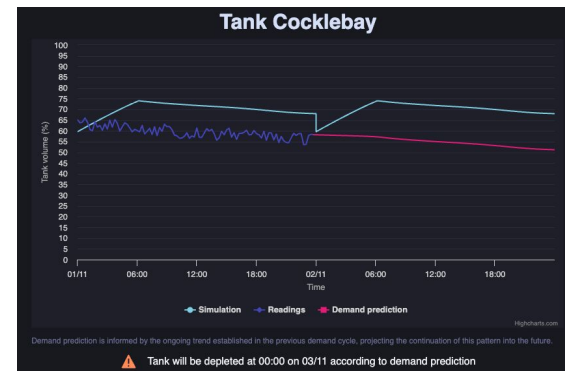 Tank Cocklebay
100
95
90
85
80
75
70
65
60
55
50
45
40
35
30
25
20
15
10
5
0
Tank volume (%)
01/11 06:00 12:00 18:00 02/11 06:00 12:00 18:00
Time
Simulation Readings Demand prediction
Highcharts.com
Demand prediction is informed by the ongoing trend established in the previous demand cycle, projecting the continuation of this pattern into the future.
Tank will be depleted at 00:00 on 03/11 according to demand prediction